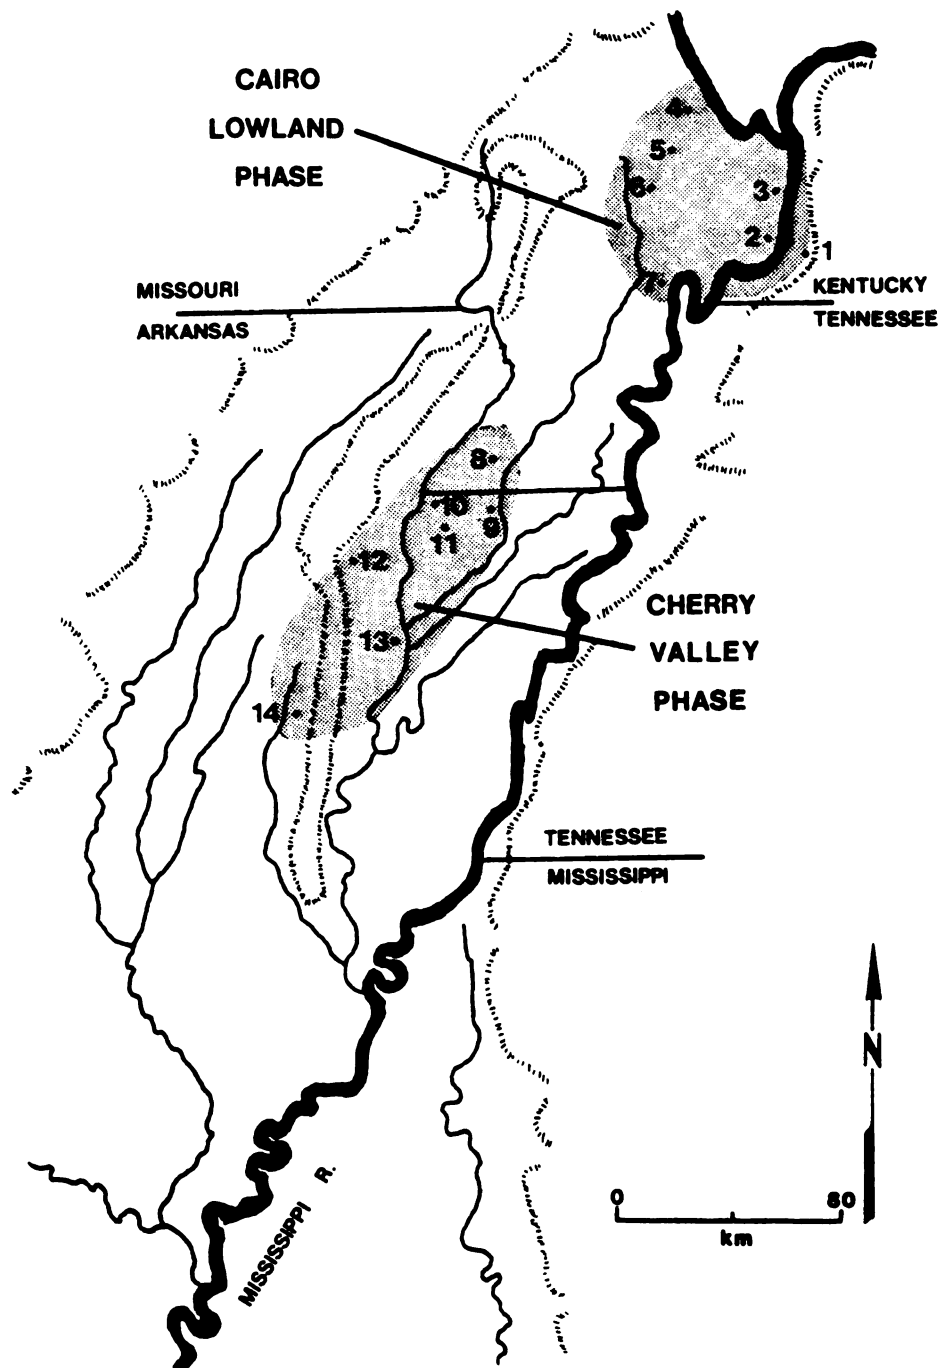 CAIRO
LOWLAND
PHASE
4
5
6
3
2
1
7
MISSOURI
ARKANSAS
KENTUCKY
TENNESSEE
8
10
9
11
12
CHERRY
VALLEY
PHASE
13
14
TENNESSEE
MISSISSIPPI
N
MISSISSIPPI R.
0 80
km